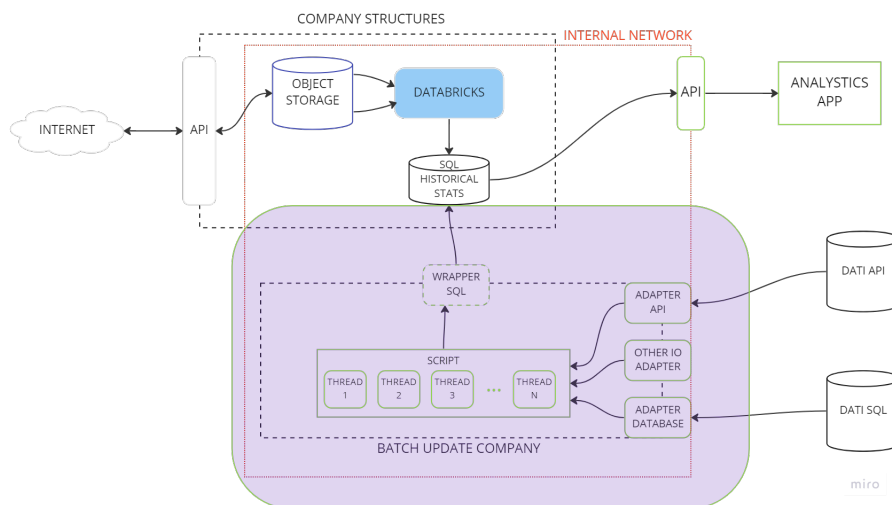 COMPANY STRUCTURES
INTERNAL NETWORK
INTERNET
API
OBJECT
STORAGE
DATABRICKS
API
ANALYSTICS
APP
SQL
HISTORICAL
STATS
WRAPPER
SQL
ADAPTER
API
DATI API
SCRIPT
OTHER IO
ADAPTER
THREAD
1
THREAD
2
THREAD
3
...
THREAD
N
ADAPTER
DATABASE
DATI SQL
BATCH UPDATE COMPANY
miro